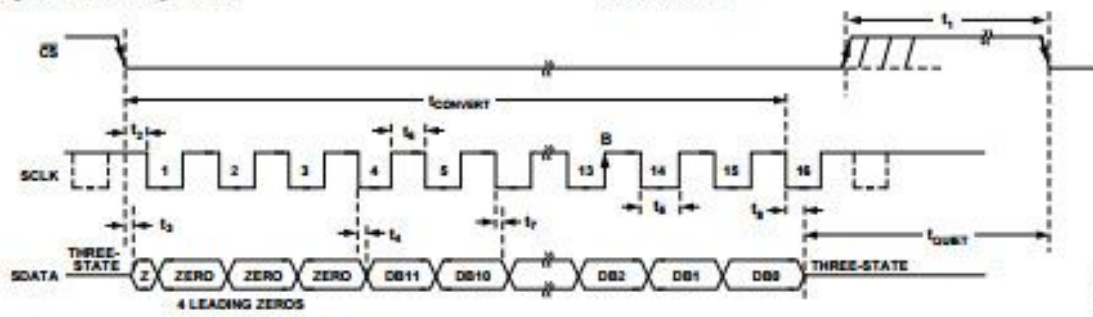 t1
CS
tCONVERT
t2 t6 B
SCLK 1 2 3 4 5 13 14 15 16
t3 t4 t7 t5 t8
tQUIET
THREE-STATE THREE-STATE
SDATA Z ZERO ZERO ZERO DB11 DB10 DB2 DB1 DB0
4 LEADING ZEROS